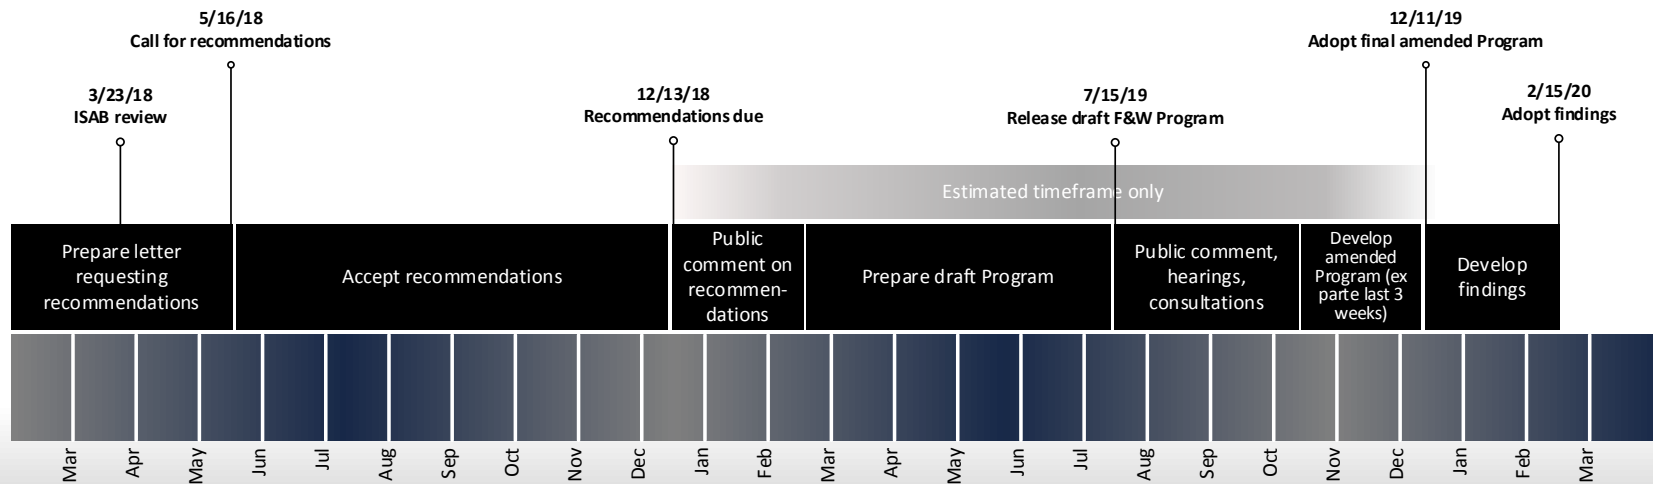 5/16/18
Call for recommendations
12/11/19
Adopt final amended Program
3/23/18
ISAB review
12/13/18
Recommendations due
7/15/19
Release draft F&W Program
2/15/20
Adopt findings
Estimated timeframe only
Prepare letter
requesting
recommendations
Accept recommendations
Public
comment on
recommen-
dations
Prepare draft Program
Public comment,
hearings,
consultations
Develop
amended
Program (ex
parte last 3
weeks)
Develop
findings
Mar
Apr
May
Jun
Jul
Aug
Sep
Oct
Nov
Dec
Jan
Feb
Mar
Apr
May
Jun
Jul
Aug
Sep
Oct
Nov
Dec
Jan
Feb
Mar